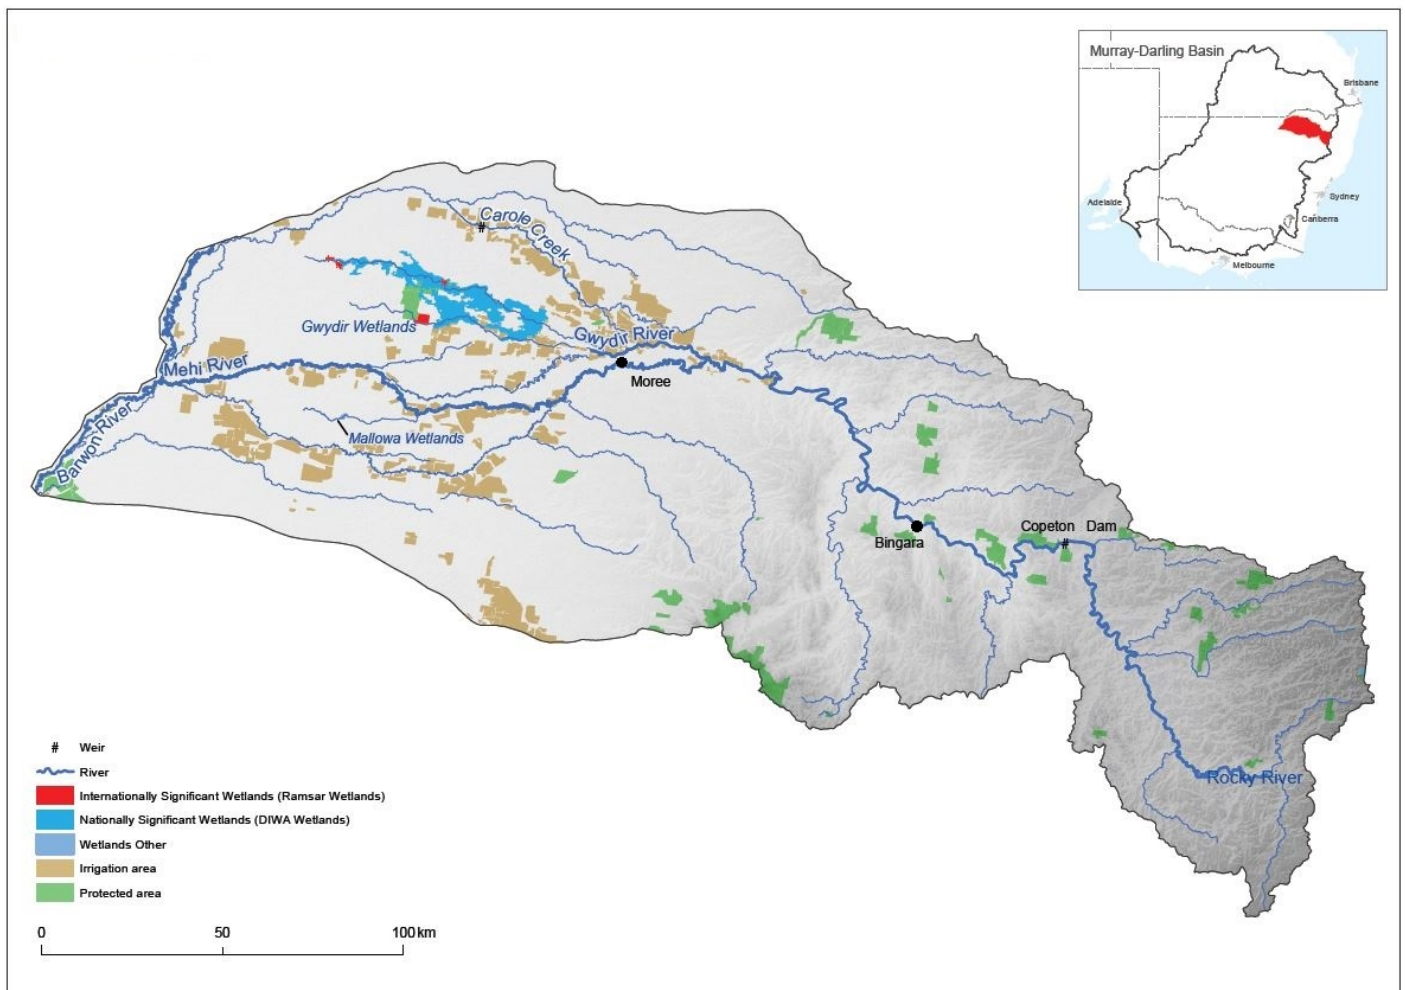 Murray-Darling Basin
Brisbane
Sydney
Adelaide
Canberra
Melbourne
Carole Creek
#
Gwydir Wetlands
Gwydir River
Mehi River
Moree
Barwon River
Mallowa Wetlands
Copeton Dam
#
Bingara
Rocky River
# Weir
River
Internationally Significant Wetlands (Ramsar Wetlands)
Nationally Significant Wetlands (DIWA Wetlands)
Wetlands Other
Irrigation area
Protected area
0 50 100 km